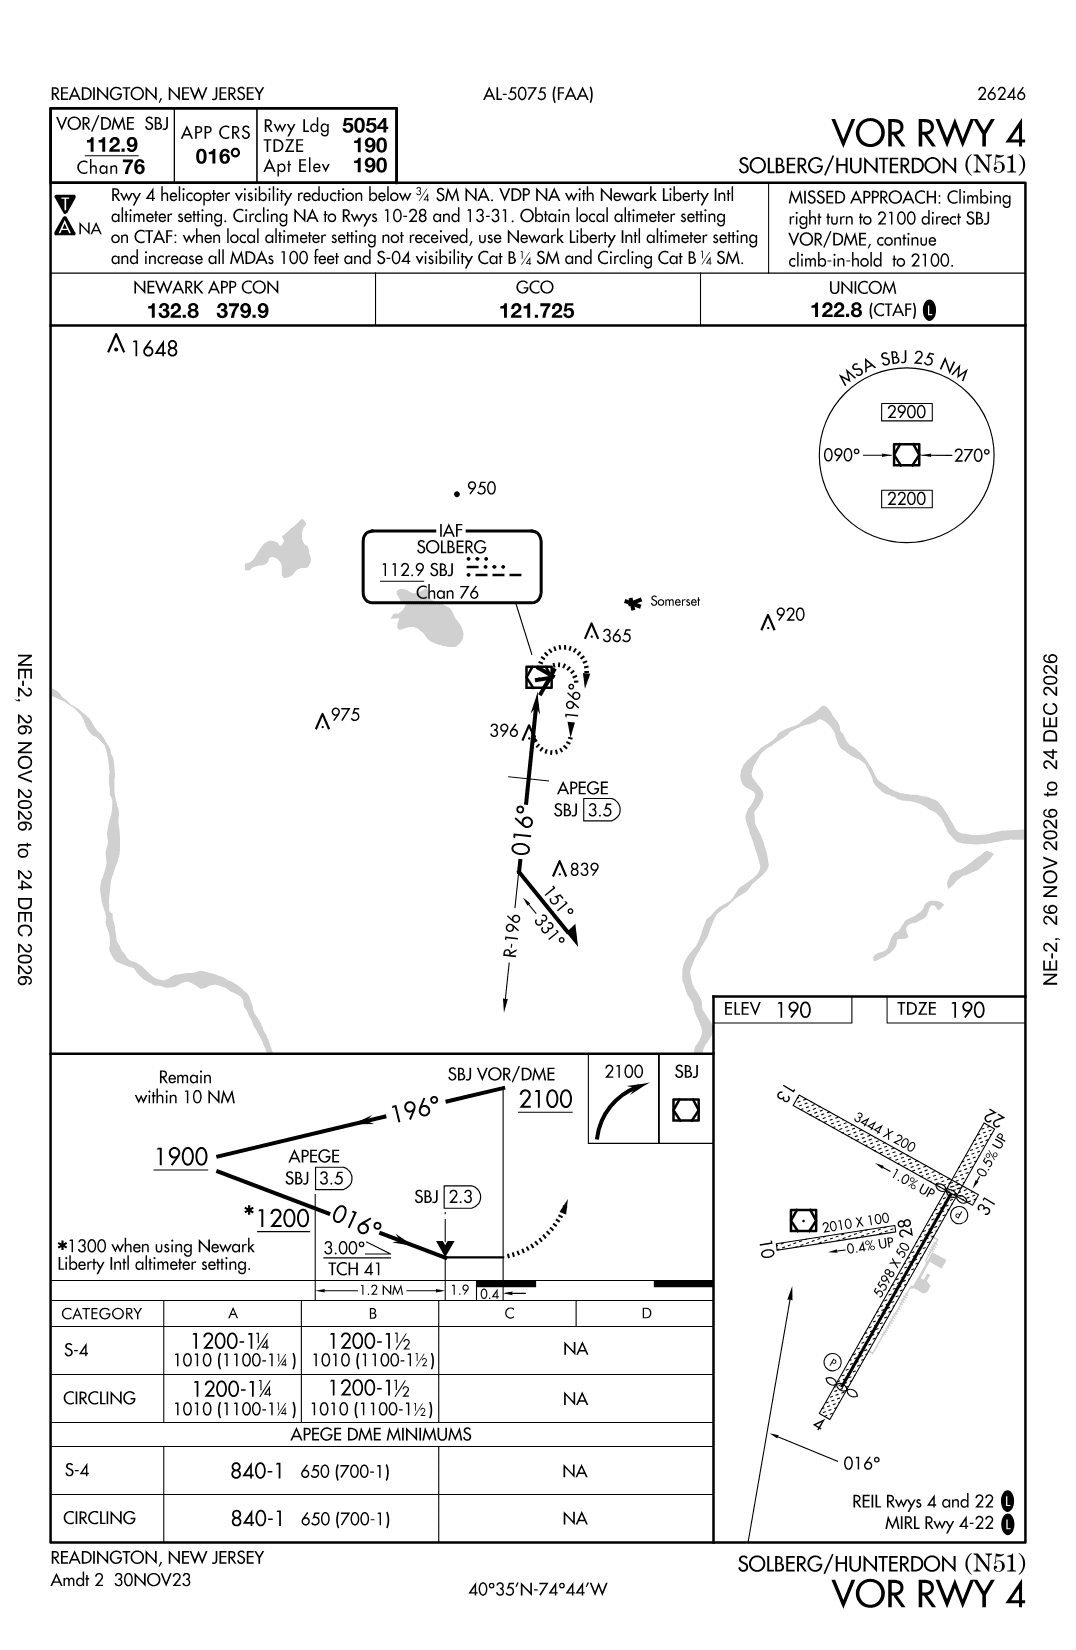 READINGTON, NEW JERSEY
AL-5075 (FAA)
26246
VOR/DME SBJ
112.9
Chan 76
APP CRS
016°
Rwy Ldg 5054
TDZE 190
Apt Elev 190
VOR RWY 4
SOLBERG/HUNTERDON (N51)
T
A NA
Rwy 4 helicopter visibility reduction below ¾ SM NA. VDP NA with Newark Liberty Intl
altimeter setting. Circling NA to Rwys 10-28 and 13-31. Obtain local altimeter setting
on CTAF: when local altimeter setting not received, use Newark Liberty Intl altimeter setting
and increase all MDAs 100 feet and S-04 visibility Cat B ¼ SM and Circling Cat B ¼ SM.
MISSED APPROACH: Climbing
right turn to 2100 direct SBJ
VOR/DME, continue
climb-in-hold to 2100.
NEWARK APP CON
132.8 379.9
GCO
121.725
UNICOM
122.8 (CTAF) L
1648
MSA SBJ 25 NM
2900
090°
270°
2200
950
IAF
SOLBERG
112.9 SBJ
Chan 76
Somerset
920
365
975
196°
396
APEGE
SBJ 3.5
016°
839
151°
331°
R-196
NE-2, 26 NOV 2026 to 24 DEC 2026
NE-2, 26 NOV 2026 to 24 DEC 2026
ELEV 190
TDZE 190
13
3444 X 200
22
0.5% UP
1.0% UP
31
P
2010 X 100
28
10
0.4% UP
5598 X 50
P
4
016°
REIL Rwys 4 and 22 L
MIRL Rwy 4-22 L
Remain
within 10 NM
SBJ VOR/DME
2100
196°
1900
APEGE
SBJ 3.5
SBJ 2.3
*1200
016°
*1300 when using Newark
Liberty Intl altimeter setting.
3.00°
TCH 41
1.2 NM
1.9
0.4
2100
SBJ
CATEGORY A B C D
S-4 1200-1¼ 1200-1½ NA
1010 (1100-1¼) 1010 (1100-1½)
CIRCLING 1200-1¼ 1200-1½ NA
1010 (1100-1¼) 1010 (1100-1½)
APEGE DME MINIMUMS
S-4 840-1 650 (700-1) NA
CIRCLING 840-1 650 (700-1) NA
READINGTON, NEW JERSEY
Amdt 2 30NOV23
40°35'N-74°44'W
SOLBERG/HUNTERDON (N51)
VOR RWY 4